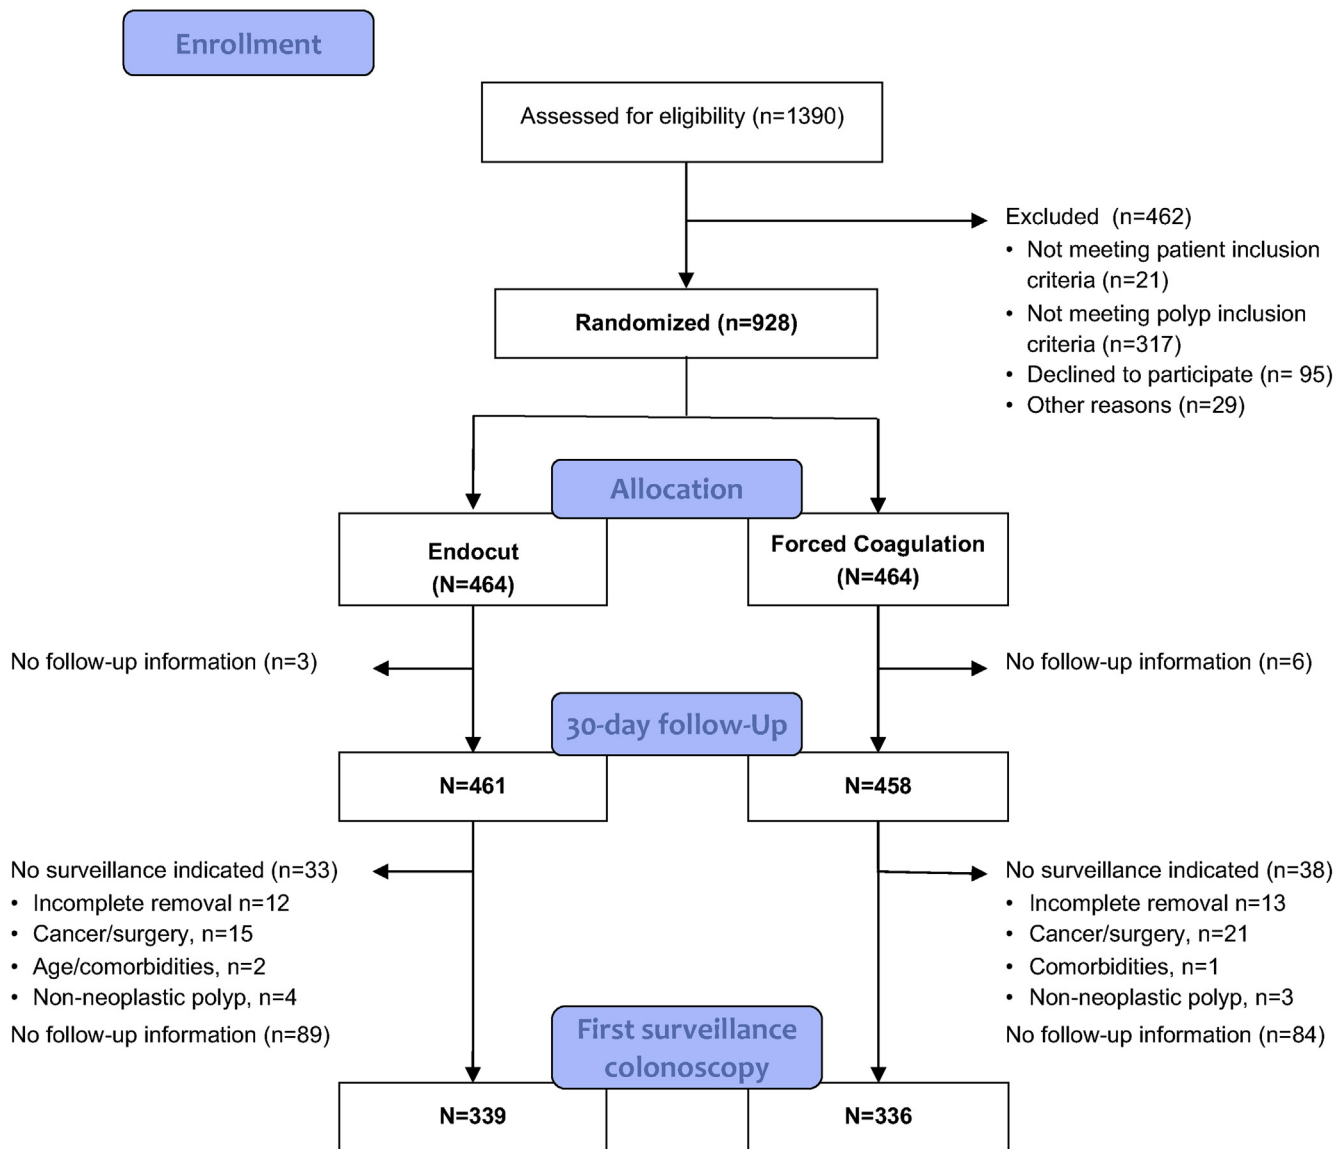 Enrollment
Assessed for eligibility (n=1390)
Excluded  (n=462)
• Not meeting patient inclusion
criteria (n=21)
• Not meeting polyp inclusion
criteria (n=317)
• Declined to participate (n= 95)
• Other reasons (n=29)
Randomized (n=928)
Allocation
Endocut
(N=464)
Forced Coagulation
(N=464)
No follow-up information (n=3)
No follow-up information (n=6)
30-day follow-Up
N=461
N=458
No surveillance indicated (n=33)
• Incomplete removal n=12
• Cancer/surgery, n=15
• Age/comorbidities, n=2
• Non-neoplastic polyp, n=4
No follow-up information (n=89)
No surveillance indicated (n=38)
• Incomplete removal n=13
• Cancer/surgery, n=21
• Comorbidities, n=1
• Non-neoplastic polyp, n=3
No follow-up information (n=84)
First surveillance
colonoscopy
N=339
N=336